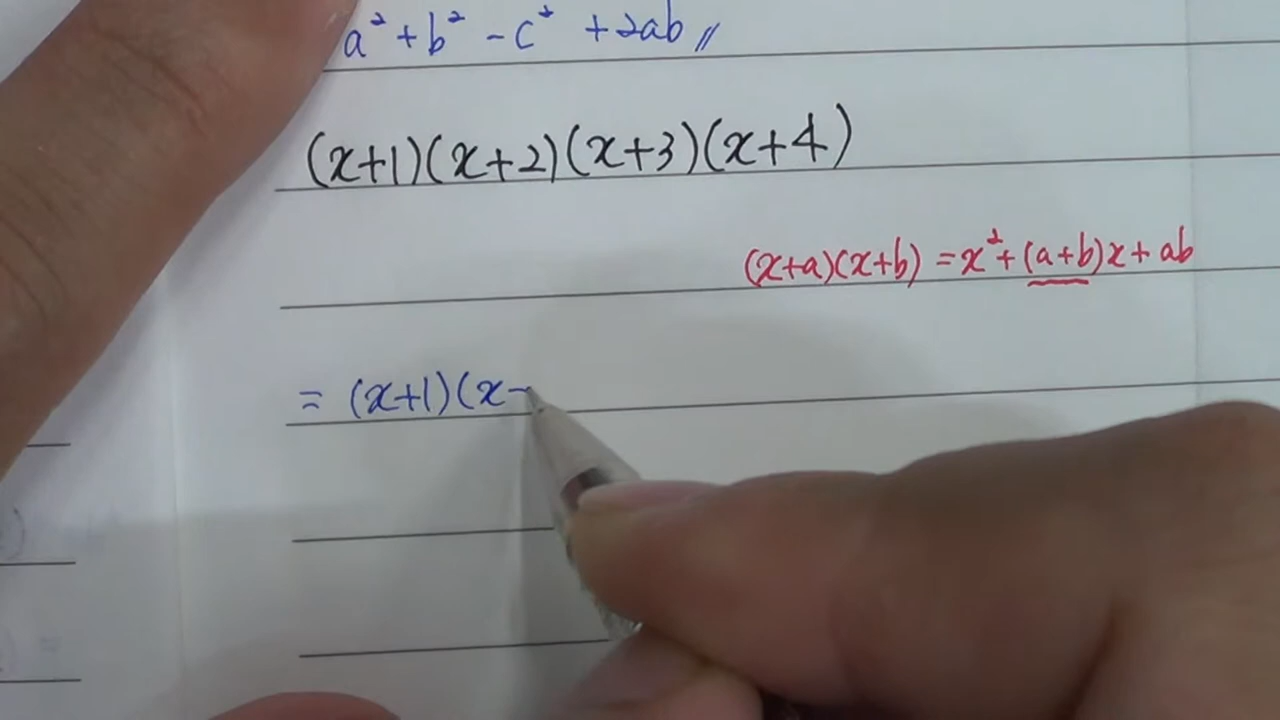 a² + b² - c² + 2ab //
(x+1)(x+2)(x+3)(x+4)
(x+a)(x+b) = x² + (a+b)x + ab
= (x+1)(x-